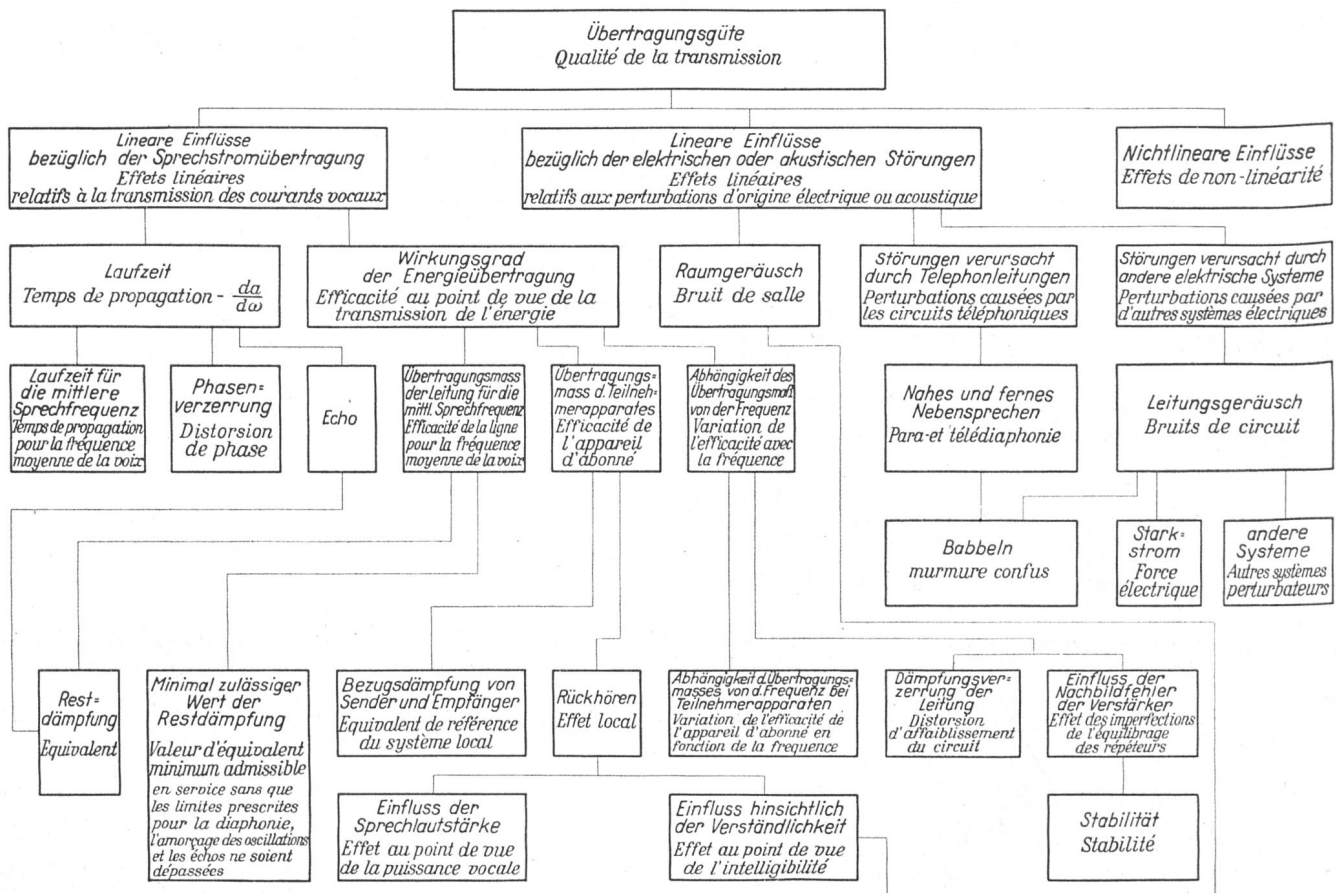 Übertragungsgüte
Qualité de la transmission
Lineare Einflüsse
bezüglich der Sprechstromübertragung
Effets linéaires
relatifs à la transmission des courants vocaux
Lineare Einflüsse
bezüglich der elektrischen oder akustischen Störungen
Effets linéaires
relatifs aux perturbations d'origine électrique ou acoustique
Nichtlineare Einflüsse
Effets de non-linéarité
Laufzeit
Temps de propagation - da/dω
Wirkungsgrad
der Energieübertragung
Efficacité au point de vue de la
transmission de l'énergie
Raumgeräusch
Bruit de salle
Störungen verursacht
durch Telephonleitungen
Perturbations causées par
les circuits téléphoniques
Störungen verursacht durch
andere elektrische Systeme
Perturbations causées par
d'autres systèmes électriques
Laufzeit für
die mittlere
Sprechfrequenz
Temps de propagation
pour la fréquence
moyenne de la voix
Phasen=
verzerrung
Distorsion
de phase
Echo
Übertragungsmass
der Leitung für die
mittl. Sprechfrequenz
Efficacité de la ligne
pour la fréquence
moyenne de la voix
Übertragungs=
mass d. Teilneh=
merapparates
Efficacité de
l'appareil
d'abonné
Abhängigkeit des
Übertragungsmaß
von der Frequenz
Variation de
l'efficacité avec
la fréquence
Nahes und fernes
Nebensprechen
Para-et télédiaphonie
Leitungsgeräusch
Bruits de circuit
Babbeln
murmure confus
Stark=
strom
Force
électrique
andere
Systeme
Autres systèmes
perturbateurs
Rest=
dämpfung
Equivalent
Minimal zulässiger
Wert der
Restdämpfung
Valeur d'équivalent
minimum admissible
en service sans que
les limites prescrites
pour la diaphonie,
l'amorçage des oscillations
et les échos ne soient
dépassées
Bezugsdämpfung von
Sender und Empfänger
Equivalent de référence
du système local
Rückhören
Effet local
Abhängigkeit d. Übertragungs=
masses von d. Frequenz bei
Teilnehmerapparaten
Variation de l'efficacité de
l'appareil d'abonné en
fonction de la frequence
Dämpfungsver=
zerrung der
Leitung
Distorsion
d'affaiblissement
du circuit
Einfluss der
Nachbildfehler
der Verstärker
Effet des imperfections
de l'équilibrage
des répéteurs
Einfluss der
Sprechlautstärke
Effet au point de vue
de la puissance vocale
Einfluss hinsichtlich
der Verständlichkeit
Effet au point de vue
de l'intelligibilité
Stabilität
Stabilité